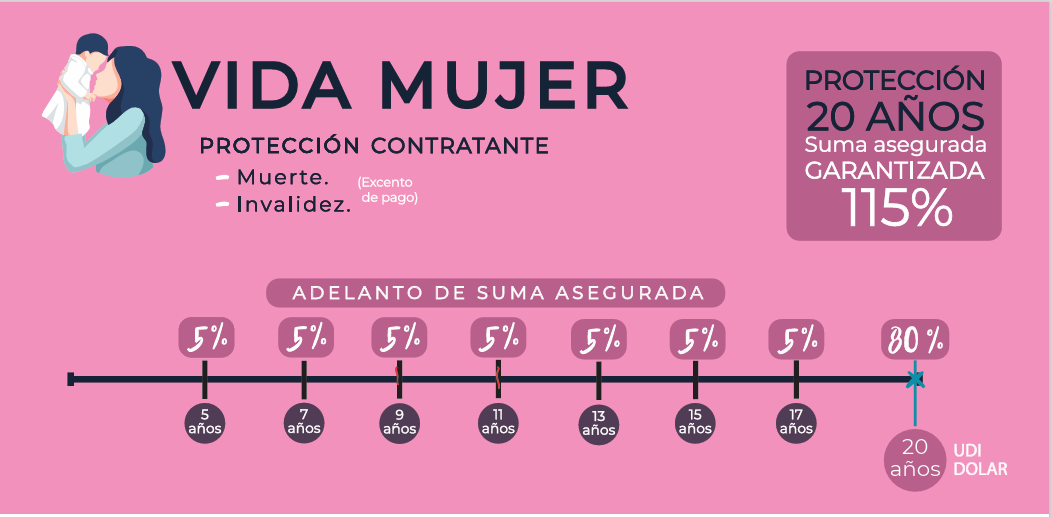 VIDA MUJER
PROTECCIÓN CONTRATANTE
- Muerte.
- Invalidez.
(Excento
de pago)
PROTECCIÓN
20 AÑOS
Suma asegurada
GARANTIZADA
115%
ADELANTO DE SUMA ASEGURADA
5% 5% 5% 5% 5% 5% 5% 80%
5 años
7 años
9 años
11 años
13 años
15 años
17 años
20 años
UDI
DOLAR